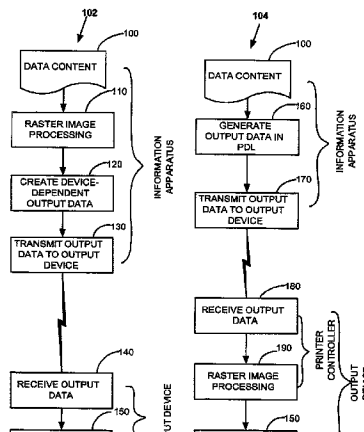 102
100
DATA CONTENT
110
RASTER IMAGE
PROCESSING
120
CREATE DEVICE-
DEPENDENT
OUTPUT DATA
130
TRANSMIT OUTPUT
DATA TO OUTPUT
DEVICE
INFORMATION
APPARATUS
140
RECEIVE OUTPUT
DATA
150
104
100
DATA CONTENT
160
GENERATE
OUTPUT DATA IN
PDL
170
TRANSMIT OUTPUT
DATA TO OUTPUT
DEVICE
INFORMATION
APPARATUS
180
RECEIVE OUTPUT
DATA
190
RASTER IMAGE
PROCESSING
PRINTER
CONTROLLER
150
DEVICE
OUTPUT